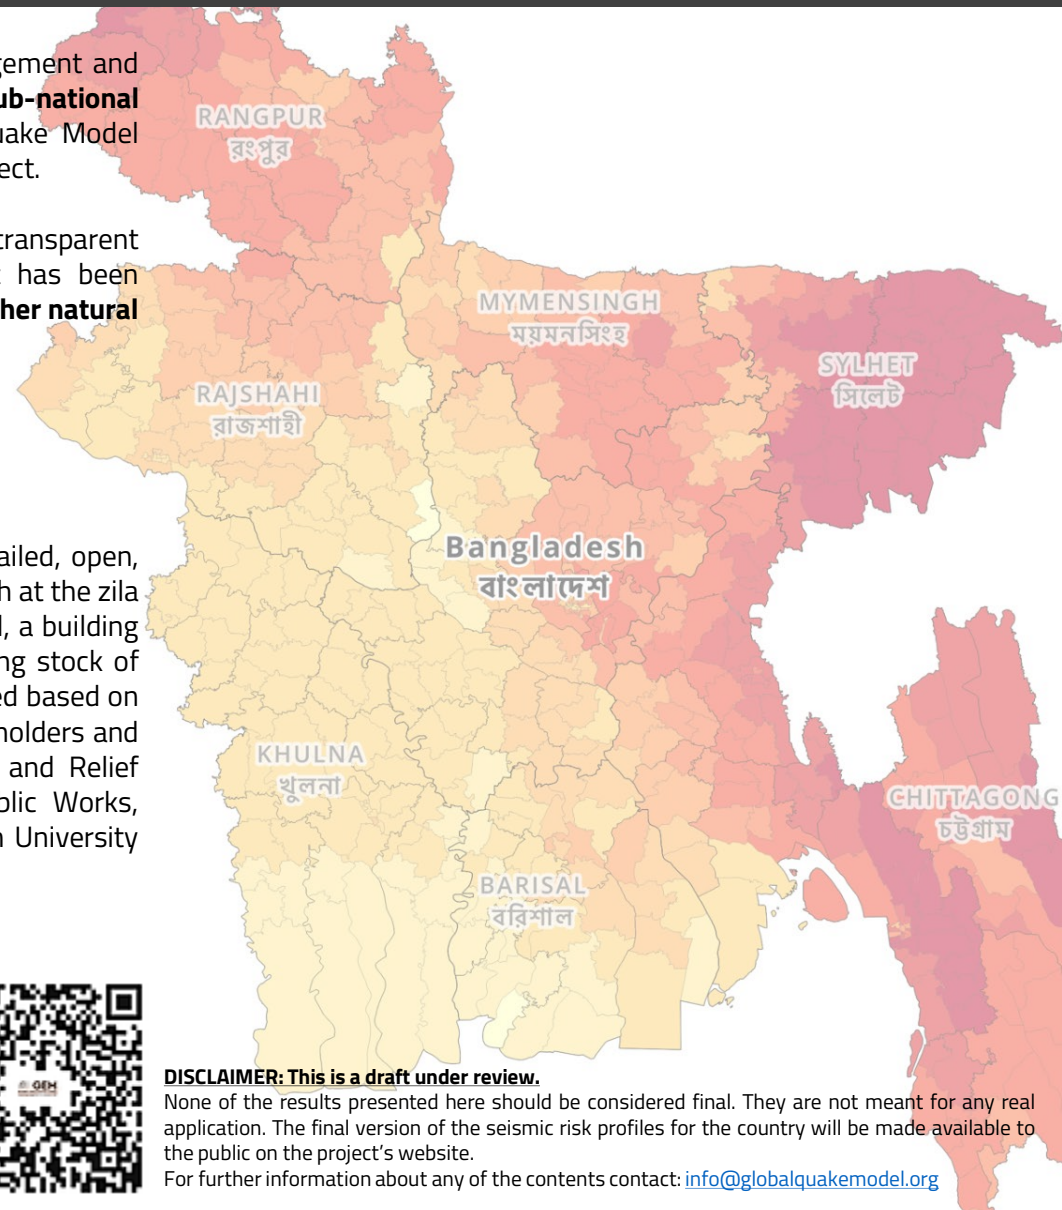 gement and
ub-national
uake Model
ect.
transparent
t has been
her natural
ailed, open,
h at the zila
l, a building
ng stock of
ed based on
holders and
and Relief
blic Works,
n University
RANGPUR
রংপুর
MYMENSINGH
ময়মনসিংহ
SYLHET
সিলেট
RAJSHAHI
রাজশাহী
Bangladesh
বাংলাদেশ
KHULNA
খুলনা
CHITTAGONG
চট্টগ্রাম
BARISAL
বরিশাল
GEM
DISCLAIMER: This is a draft under review.
None of the results presented here should be considered final. They are not meant for any real
application. The final version of the seismic risk profiles for the country will be made available to
the public on the project's website.
For further information about any of the contents contact: info@globalquakemodel.org